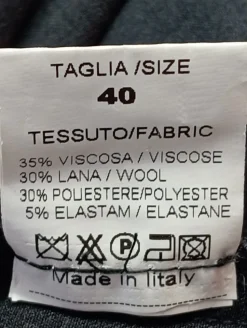 TAGLIA /SIZE
40
TESSUTO/FABRIC
35% VISCOSA / VISCOSE
30% LANA / WOOL
30% POLIESTERE/POLYESTER
5% ELASTAM / ELASTANE
P
Made in Italy